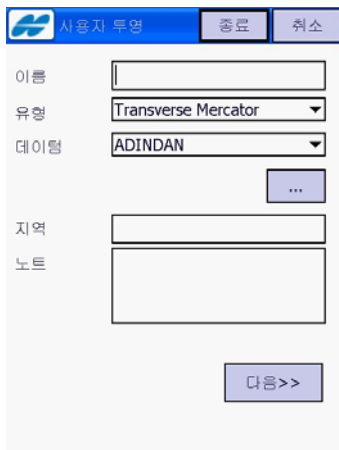 사용자 투영 종료 취소
이름
유형 Transverse Mercator
데이텀 ADINDAN
...
지역
노트
다음>>